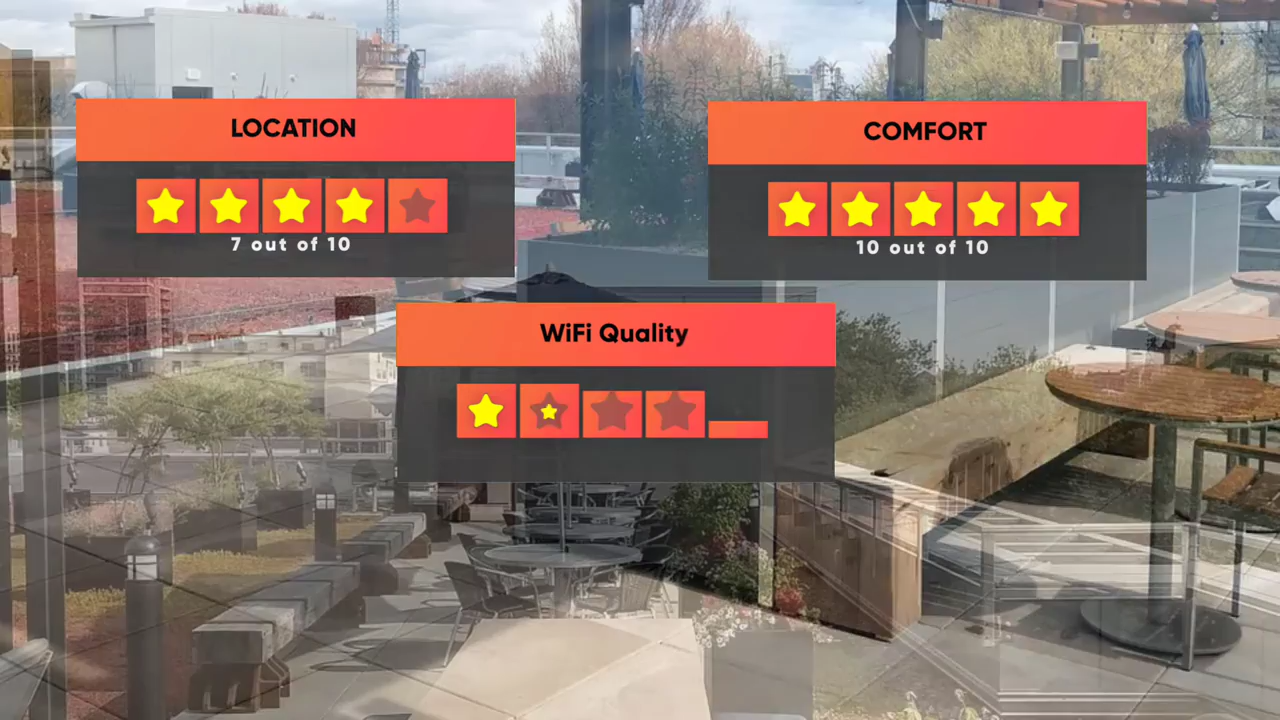 LOCATION
7 out of 10
COMFORT
10 out of 10
WiFi Quality